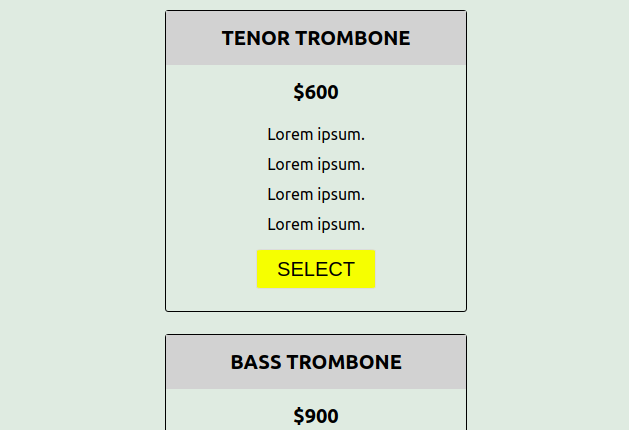 TENOR TROMBONE
$600
Lorem ipsum.
Lorem ipsum.
Lorem ipsum.
Lorem ipsum.
SELECT
BASS TROMBONE
$900